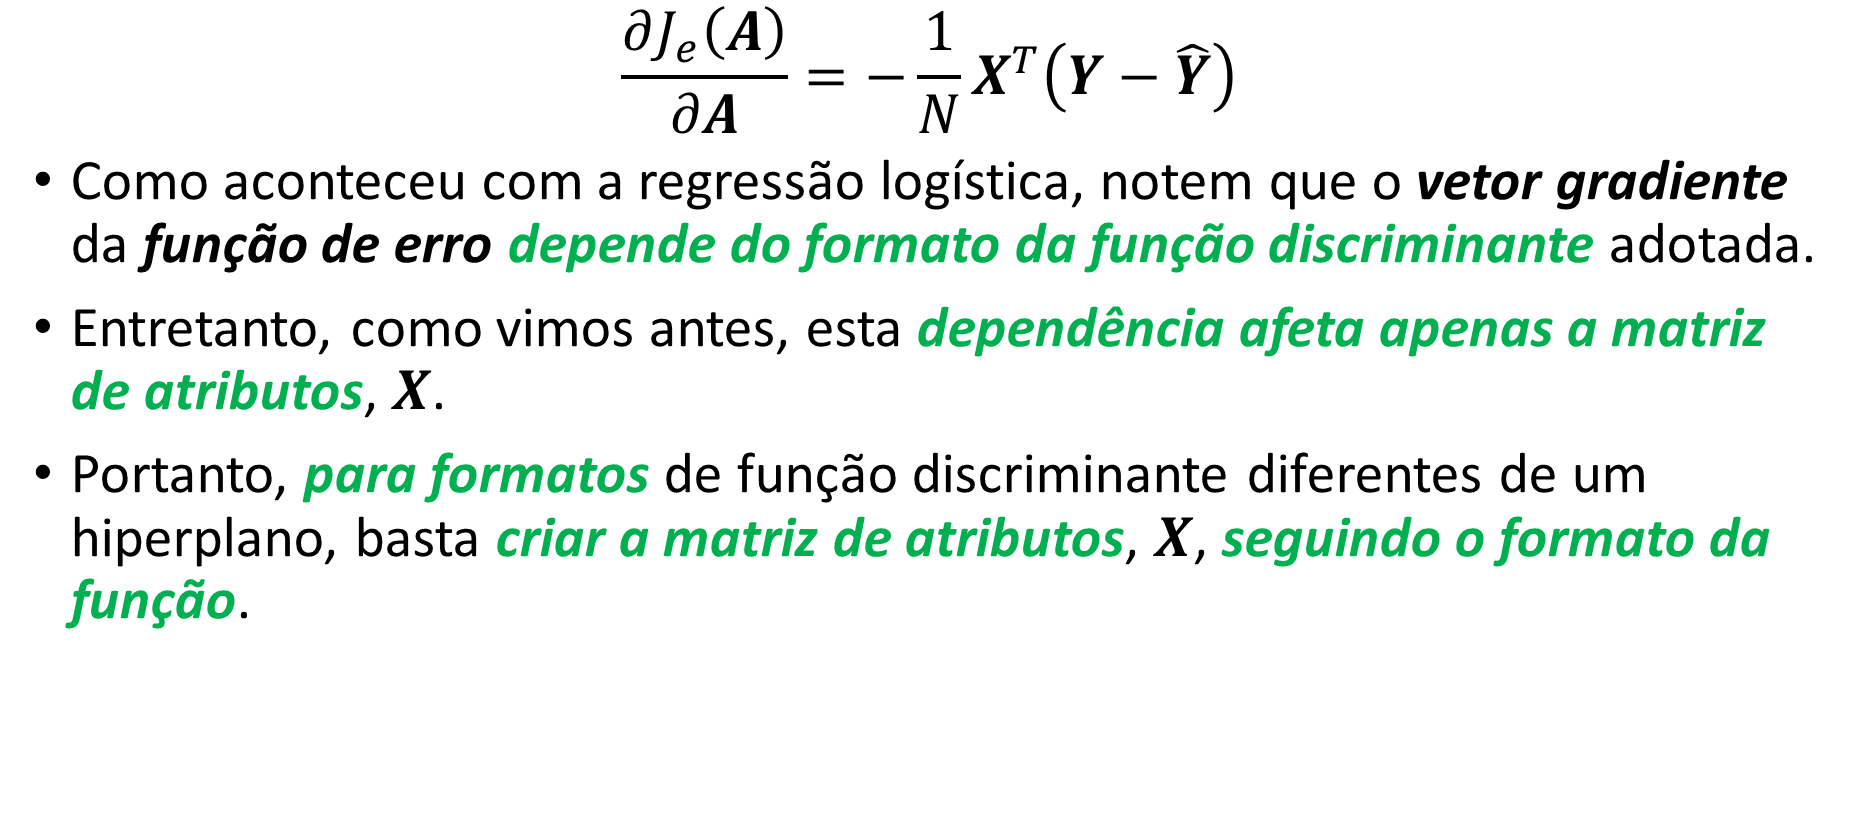 ∂J_e(A)/∂A = −1/N X^T(Y − Ŷ)
• Como aconteceu com a regressão logística, notem que o vetor gradiente
da função de erro depende do formato da função discriminante adotada.
• Entretanto, como vimos antes, esta dependência afeta apenas a matriz
de atributos, X.
• Portanto, para formatos de função discriminante diferentes de um
hiperplano, basta criar a matriz de atributos, X, seguindo o formato da
função.